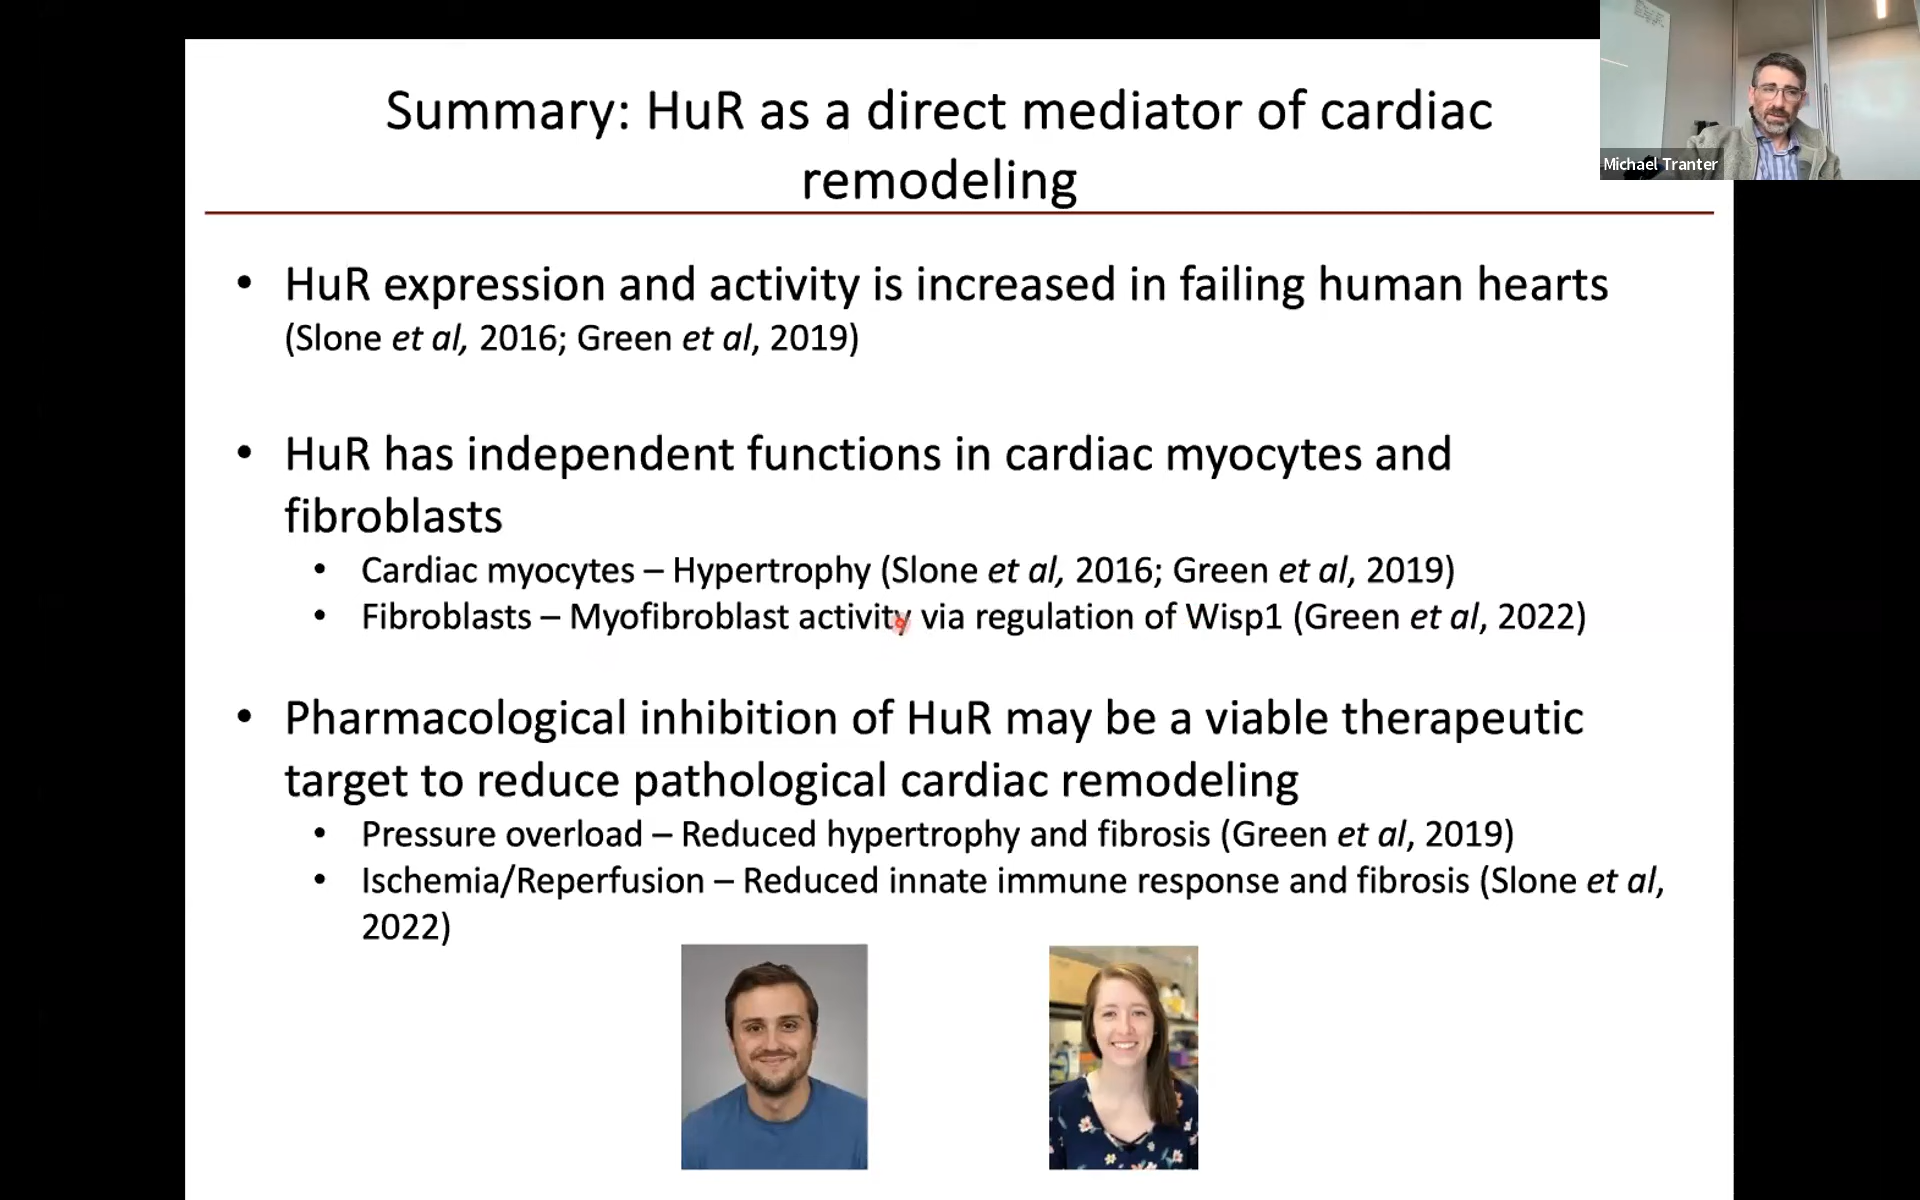 Summary: HuR as a direct mediator of cardiac
remodeling
Michael Tranter
• HuR expression and activity is increased in failing human hearts
(Slone et al, 2016; Green et al, 2019)
• HuR has independent functions in cardiac myocytes and
fibroblasts
• Cardiac myocytes – Hypertrophy (Slone et al, 2016; Green et al, 2019)
• Fibroblasts – Myofibroblast activity via regulation of Wisp1 (Green et al, 2022)
• Pharmacological inhibition of HuR may be a viable therapeutic
target to reduce pathological cardiac remodeling
• Pressure overload – Reduced hypertrophy and fibrosis (Green et al, 2019)
• Ischemia/Reperfusion – Reduced innate immune response and fibrosis (Slone et al,
2022)